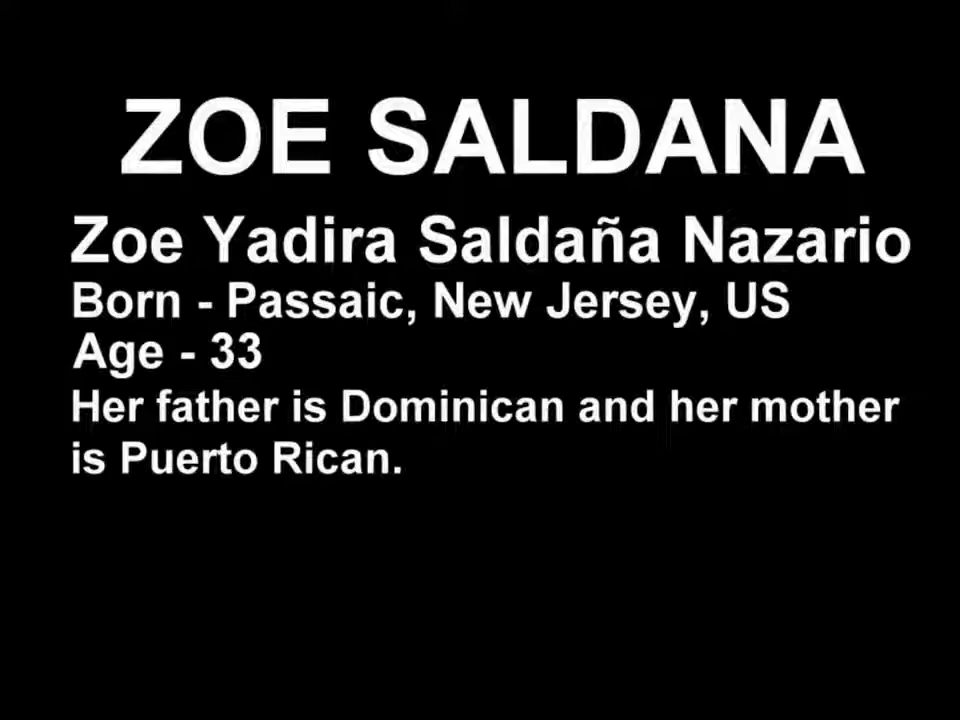 ZOE SALDANA
Zoe Yadira Saldaña Nazario
Born - Passaic, New Jersey, US
Age - 33
Her father is Dominican and her mother
is Puerto Rican.